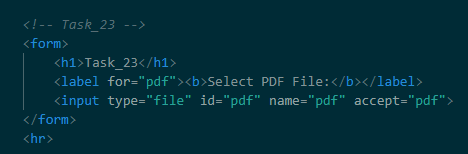 <!-- Task_23 -->
<form>
<h1>Task_23</h1>
<label for="pdf"><b>Select PDF File:</b></label>
<input type="file" id="pdf" name="pdf" accept="pdf">
</form>
<hr>